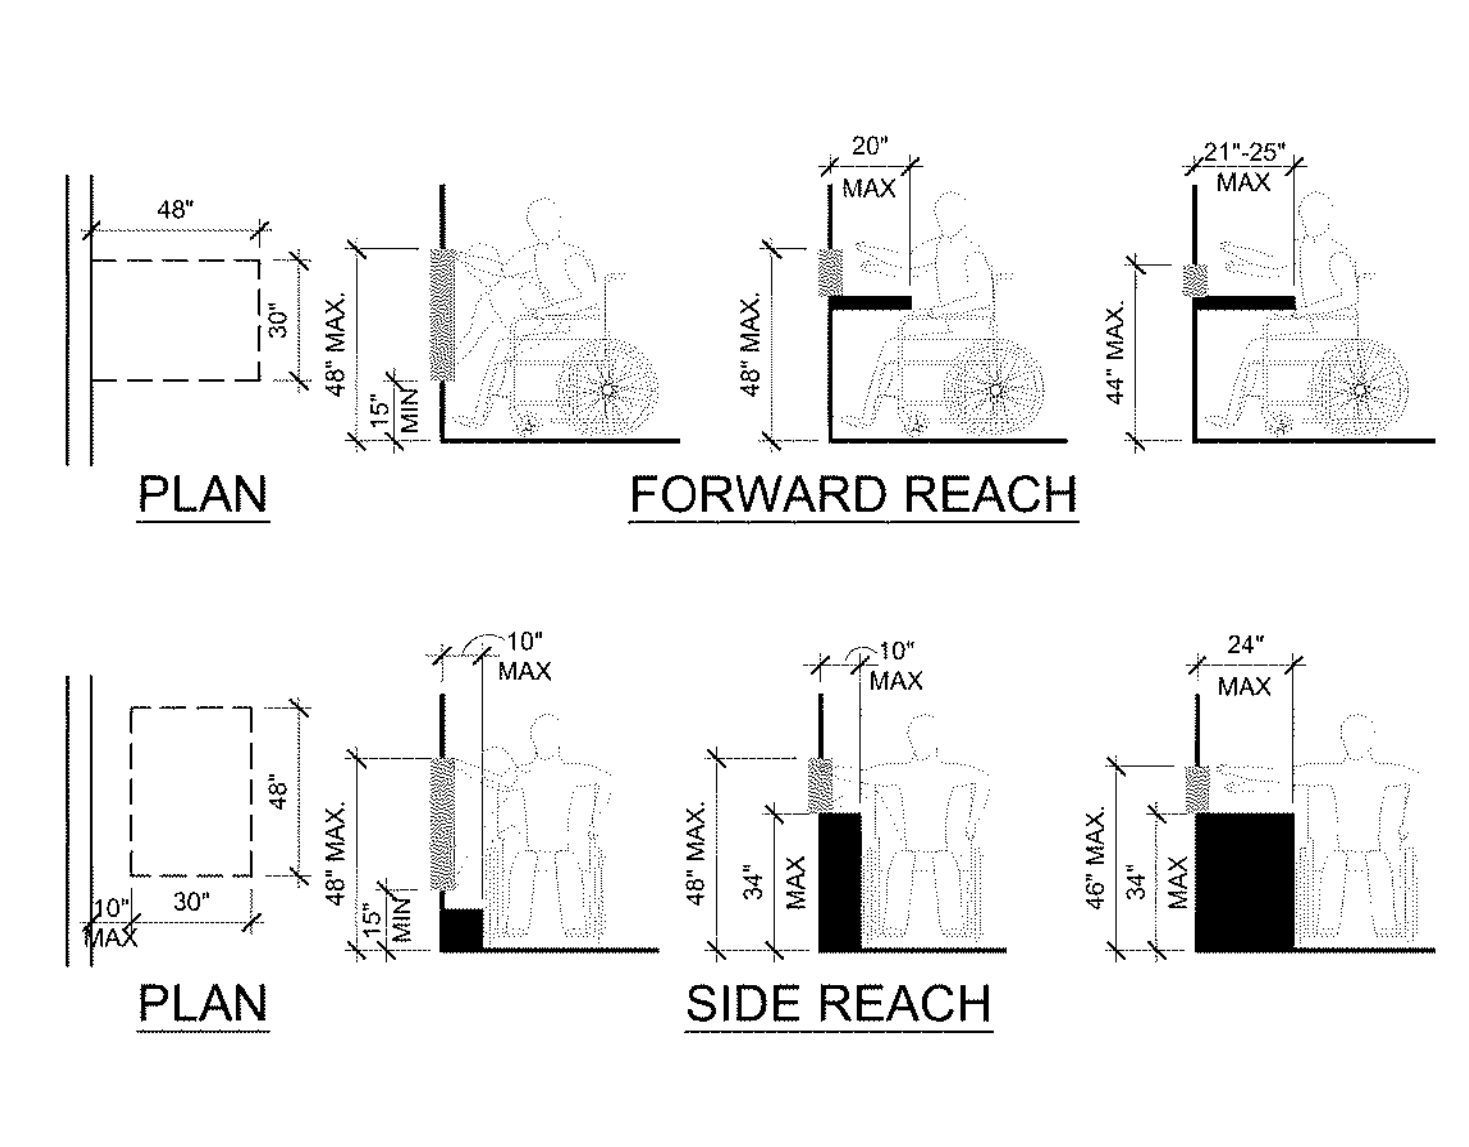 20"
MAX
21"-25"
MAX
48"
30"
48" MAX.
15"
MIN
48" MAX.
44" MAX.
PLAN
FORWARD REACH
10"
MAX
10"
MAX
24"
MAX
48"
10"
MAX
30"
48" MAX.
15"
MIN
48" MAX.
34"
MAX
46" MAX.
34"
MAX
PLAN
SIDE REACH